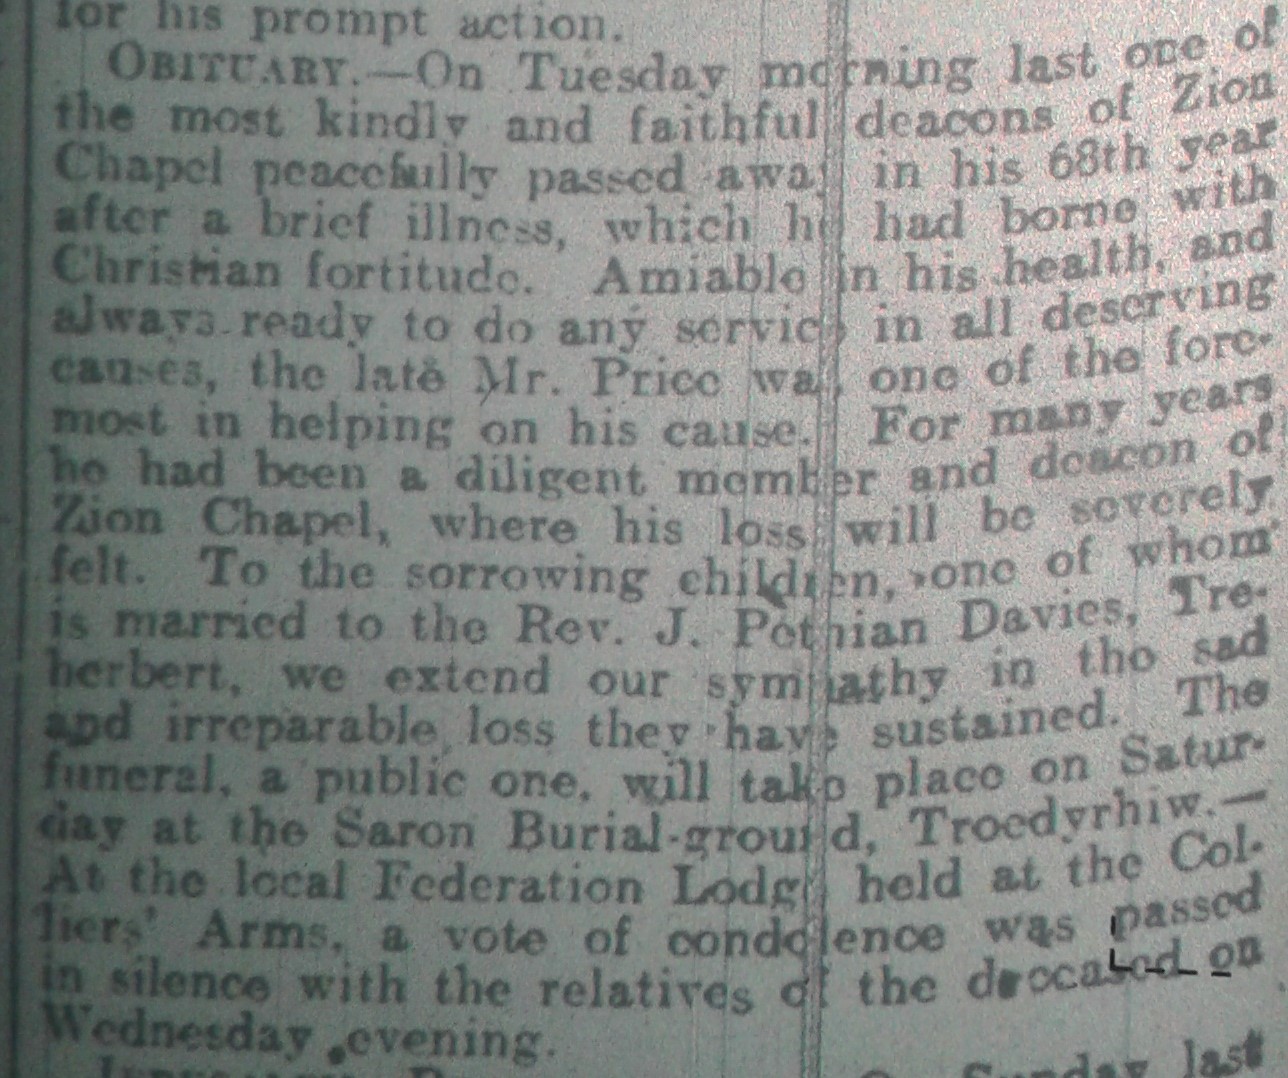 for his prompt action.
OBITUARY.—On Tuesday morning last one of
the most kindly and faithful deacons of Zion
Chapel peacefully passed away in his 68th year
after a brief illness, which he had borne with
Christian fortitude. Amiable in his health, and
always ready to do any service in all deserving
causes, the late Mr. Price was one of the fore-
most in helping on his cause. For many years
he had been a diligent member and deacon of
Zion Chapel, where his loss will be severely
felt. To the sorrowing children, one of whom
is married to the Rev. J. Pothian Davies, Tre-
herbert, we extend our sympathy in the sad
and irreparable loss they have sustained. The
funeral, a public one, will take place on Satur-
day at the Saron Burial-ground, Troedyrhiw.—
At the local Federation Lodge held at the Col-
liers' Arms, a vote of condolence was passed
in silence with the relatives of the deceased on
Wednesday evening.
Sunday last